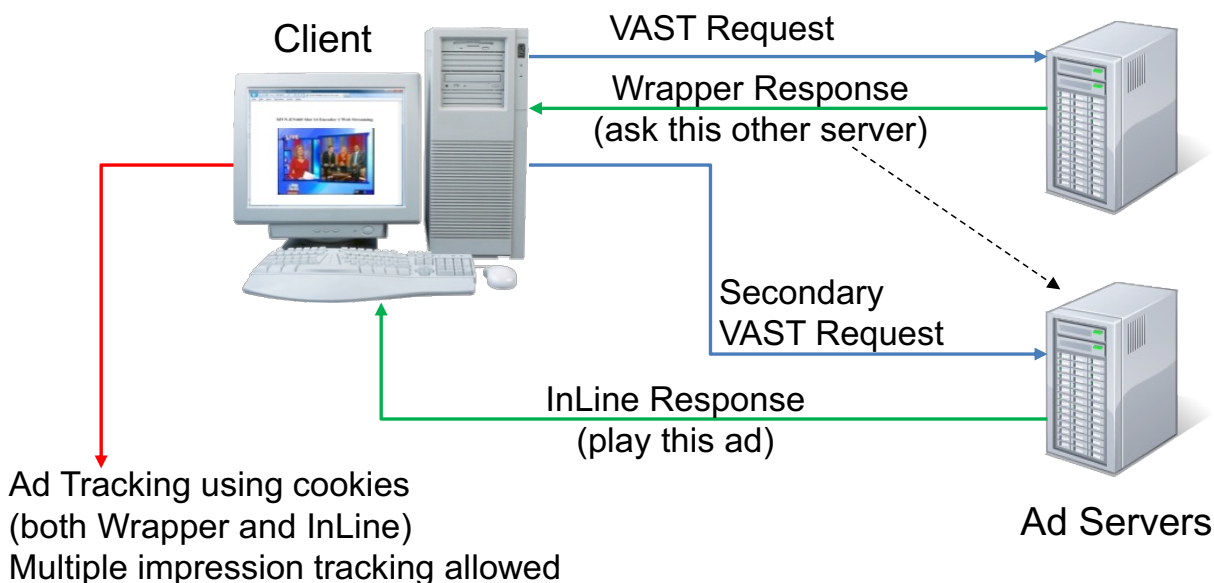 Client
VAST Request
Wrapper Response
(ask this other server)
Secondary
VAST Request
InLine Response
(play this ad)
Ad Tracking using cookies
(both Wrapper and InLine)
Multiple impression tracking allowed
Ad Servers
LIVE